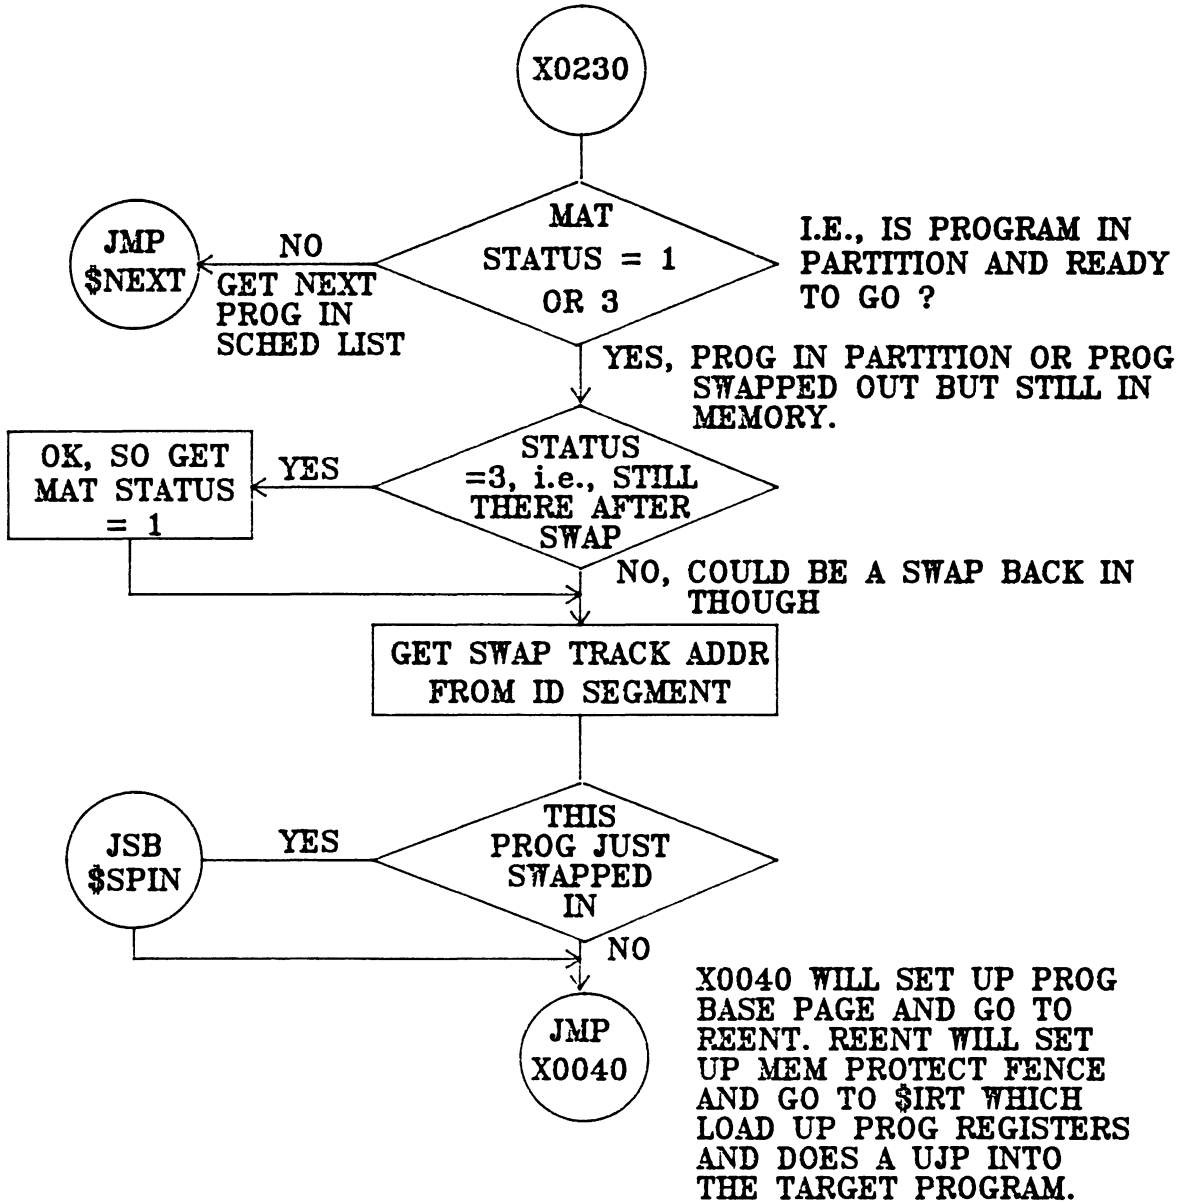 X0230
MAT
STATUS = 1
OR 3
I.E., IS PROGRAM IN
PARTITION AND READY
TO GO ?
JMP
$NEXT
NO
GET NEXT
PROG IN
SCHED LIST
YES, PROG IN PARTITION OR PROG
SWAPPED OUT BUT STILL IN
MEMORY.
STATUS
=3, i.e., STILL
THERE AFTER
SWAP
YES
OK, SO GET
MAT STATUS
= 1
NO, COULD BE A SWAP BACK IN
THOUGH
GET SWAP TRACK ADDR
FROM ID SEGMENT
THIS
PROG JUST
SWAPPED
IN
YES
JSB
$SPIN
NO
JMP
X0040
X0040 WILL SET UP PROG
BASE PAGE AND GO TO
REENT. REENT WILL SET
UP MEM PROTECT FENCE
AND GO TO $IRT WHICH
LOAD UP PROG REGISTERS
AND DOES A UJP INTO
THE TARGET PROGRAM.